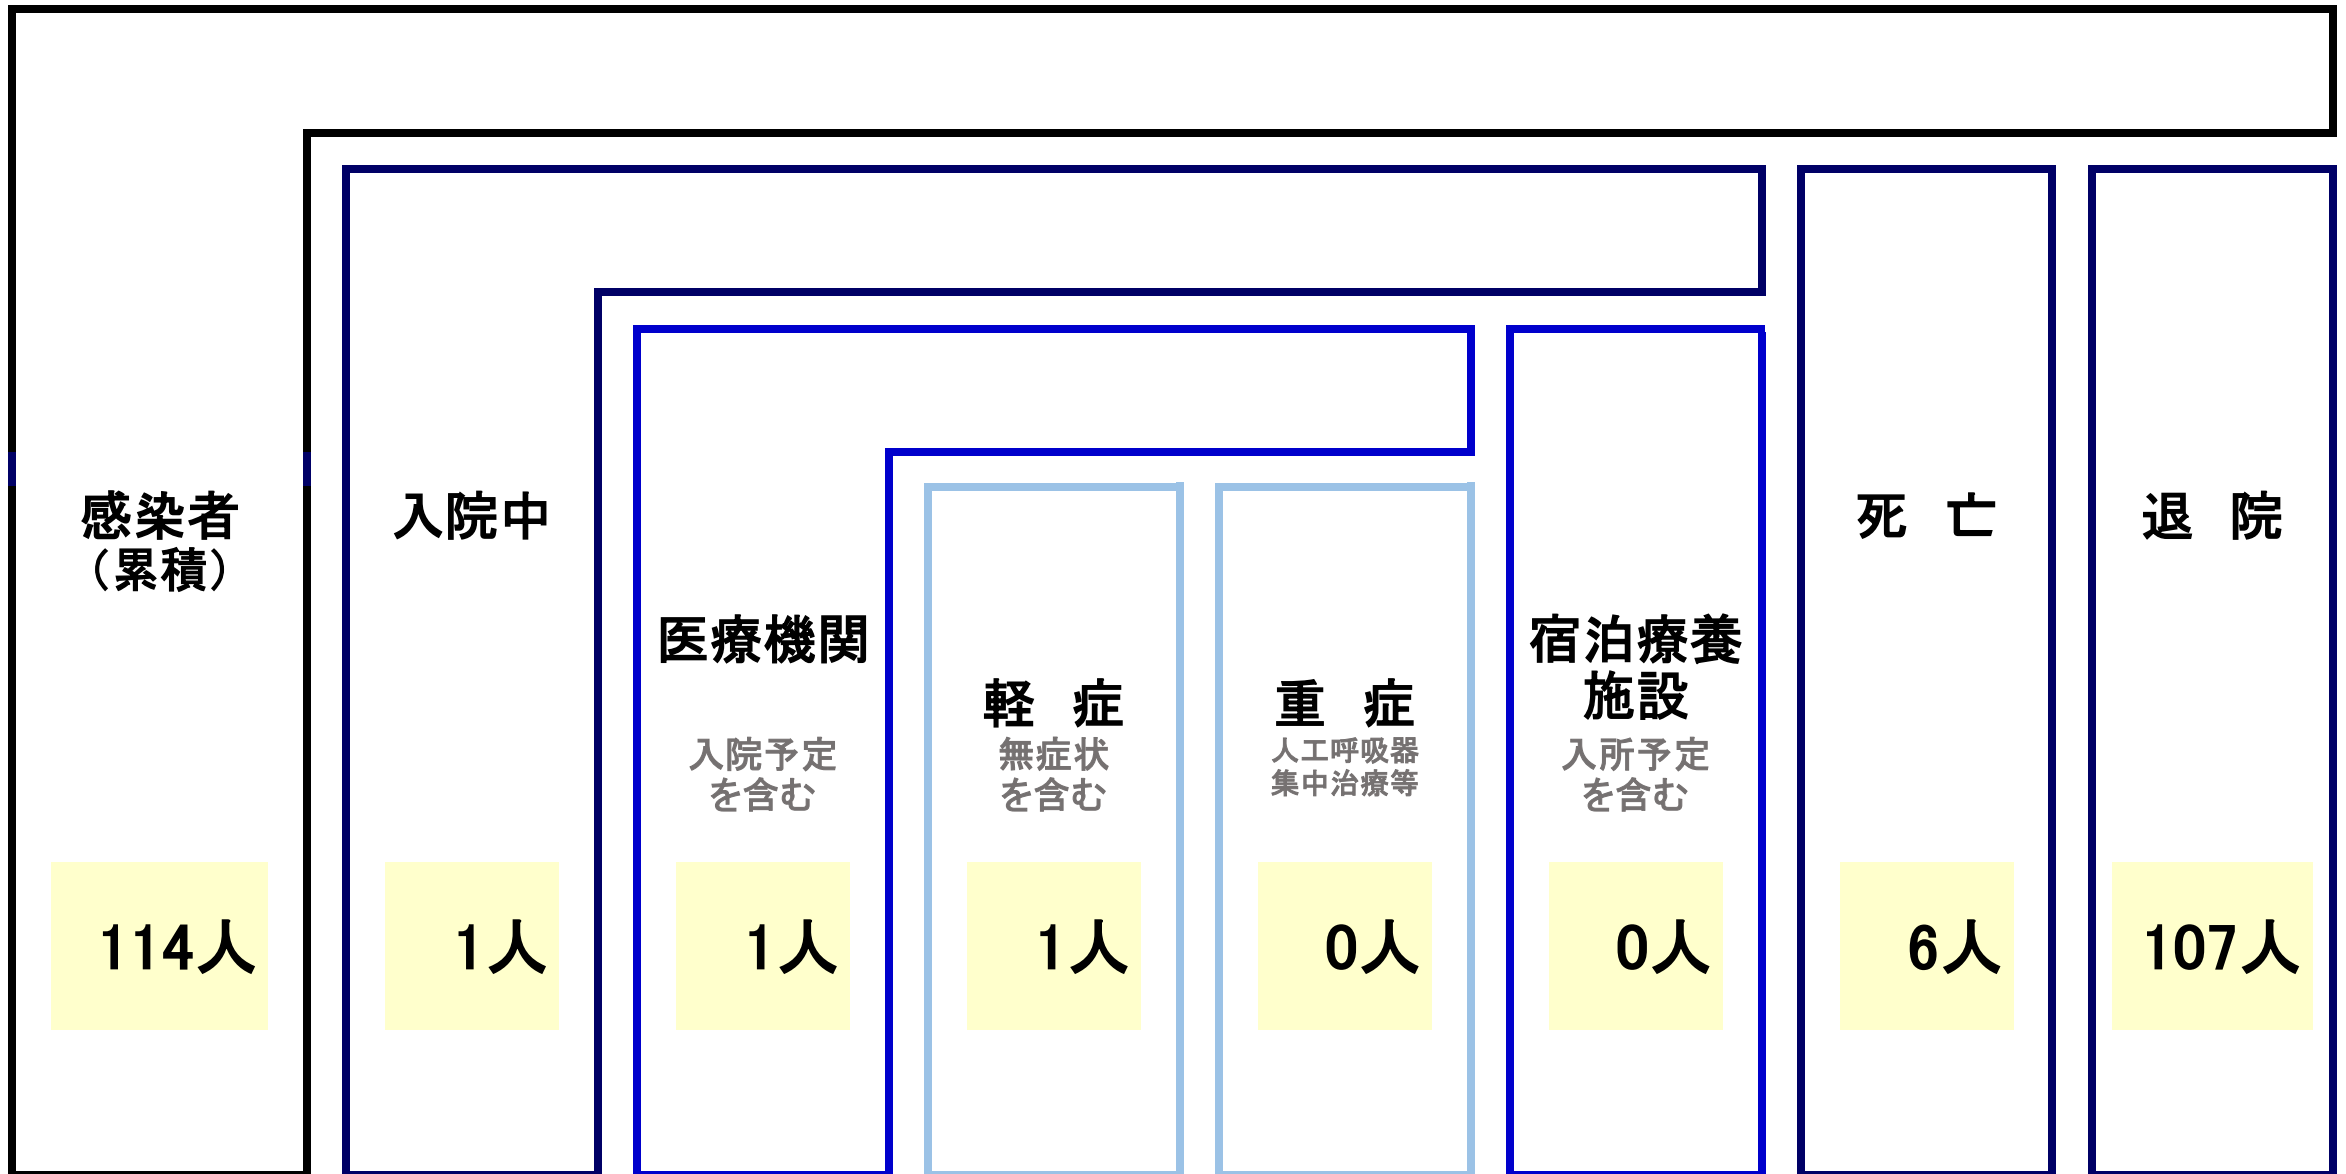 感染者
（累積）
114人
入院中
1人
医療機関
入院予定
を含む
1人
軽　症
無症状
を含む
1人
重　症
人工呼吸器
集中治療等
0人
宿泊療養
施設
入所予定
を含む
0人
死　亡
6人
退　院
107人